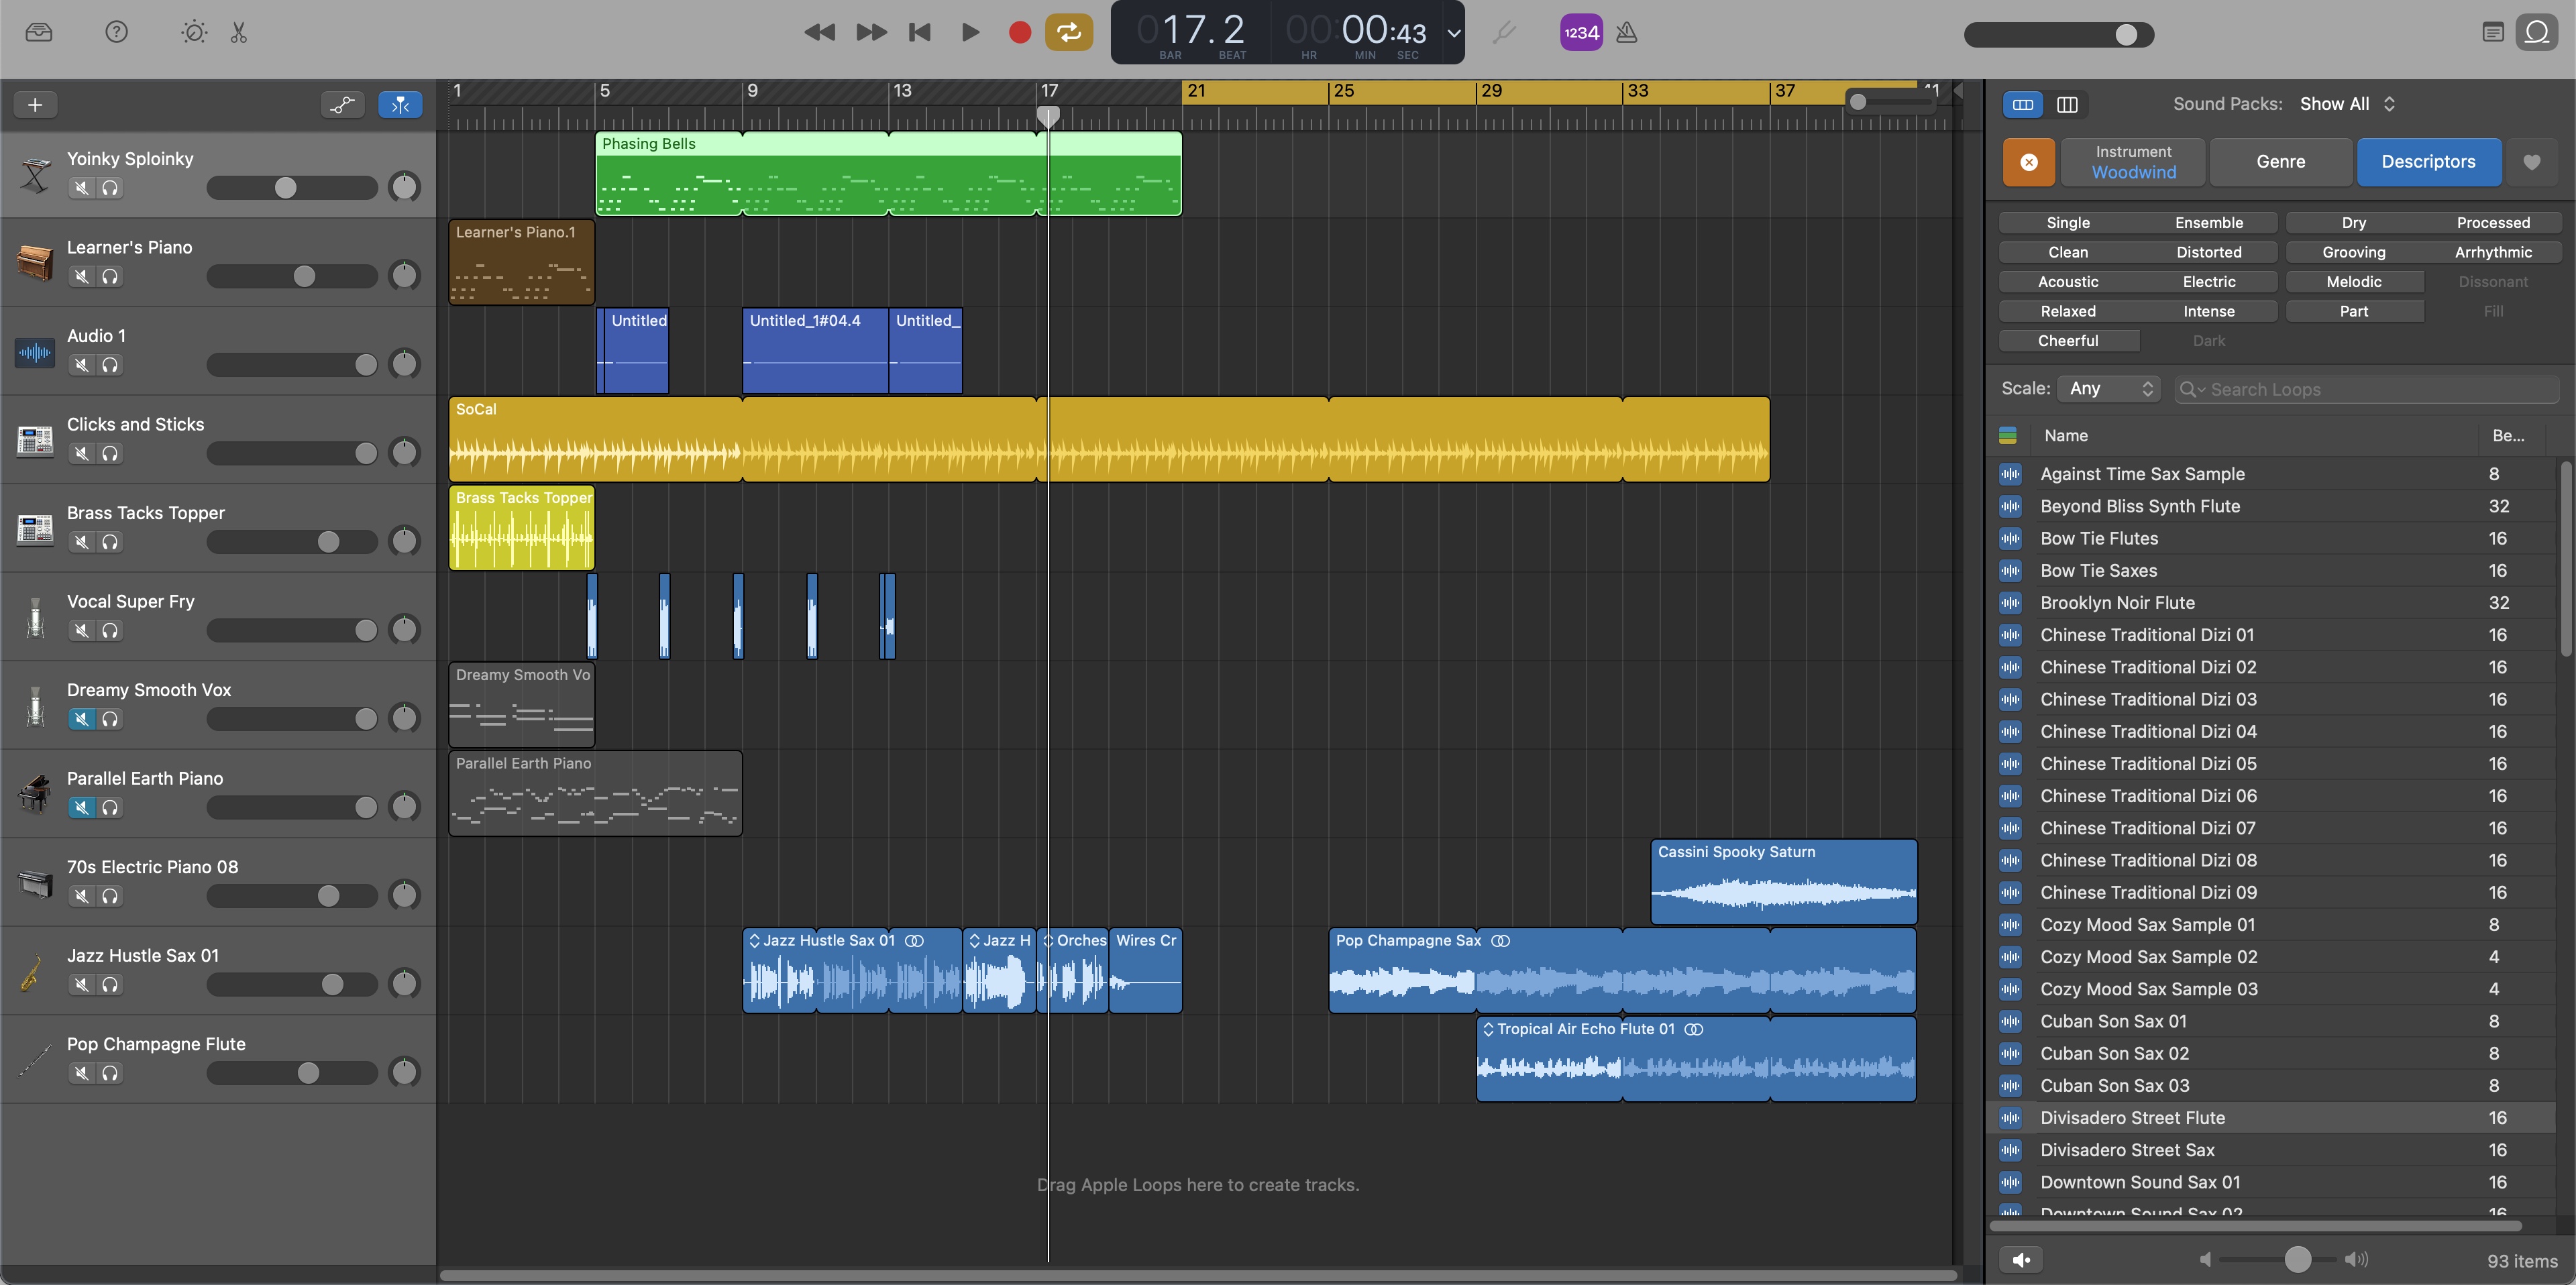 017.2
00:00:43
BAR BEAT HR MIN SEC
1234
1 5 9 13 17 21 25 29 33 37 41
Sound Packs: Show All
Instrument
Woodwind
Genre
Descriptors
Single Ensemble Dry Processed
Clean Distorted Grooving Arrhythmic
Acoustic Electric Melodic Dissonant
Relaxed Intense Part Fill
Cheerful Dark
Scale: Any Search Loops
Name Be...
Against Time Sax Sample 8
Beyond Bliss Synth Flute 32
Bow Tie Flutes 16
Bow Tie Saxes 16
Brooklyn Noir Flute 32
Chinese Traditional Dizi 01 16
Chinese Traditional Dizi 02 16
Chinese Traditional Dizi 03 16
Chinese Traditional Dizi 04 16
Chinese Traditional Dizi 05 16
Chinese Traditional Dizi 06 16
Chinese Traditional Dizi 07 16
Chinese Traditional Dizi 08 16
Chinese Traditional Dizi 09 16
Cozy Mood Sax Sample 01 8
Cozy Mood Sax Sample 02 4
Cozy Mood Sax Sample 03 4
Cuban Son Sax 01 8
Cuban Son Sax 02 8
Cuban Son Sax 03 8
Divisadero Street Flute 16
Divisadero Street Sax 16
Downtown Sound Sax 01 16
Downtown Sound Sax 02 16
93 items
Yoinky Sploinky
Phasing Bells
Learner's Piano
Learner's Piano.1
Audio 1
Untitled
Untitled_1#04.4
Untitled_
Clicks and Sticks
SoCal
Brass Tacks Topper
Brass Tacks Topper
Vocal Super Fry
Dreamy Smooth Vox
Dreamy Smooth Vo
Parallel Earth Piano
Parallel Earth Piano
70s Electric Piano 08
Cassini Spooky Saturn
Jazz Hustle Sax 01
Jazz Hustle Sax 01
Jazz H
Orches
Wires Cr
Pop Champagne Sax
Pop Champagne Flute
Tropical Air Echo Flute 01
Drag Apple Loops here to create tracks.